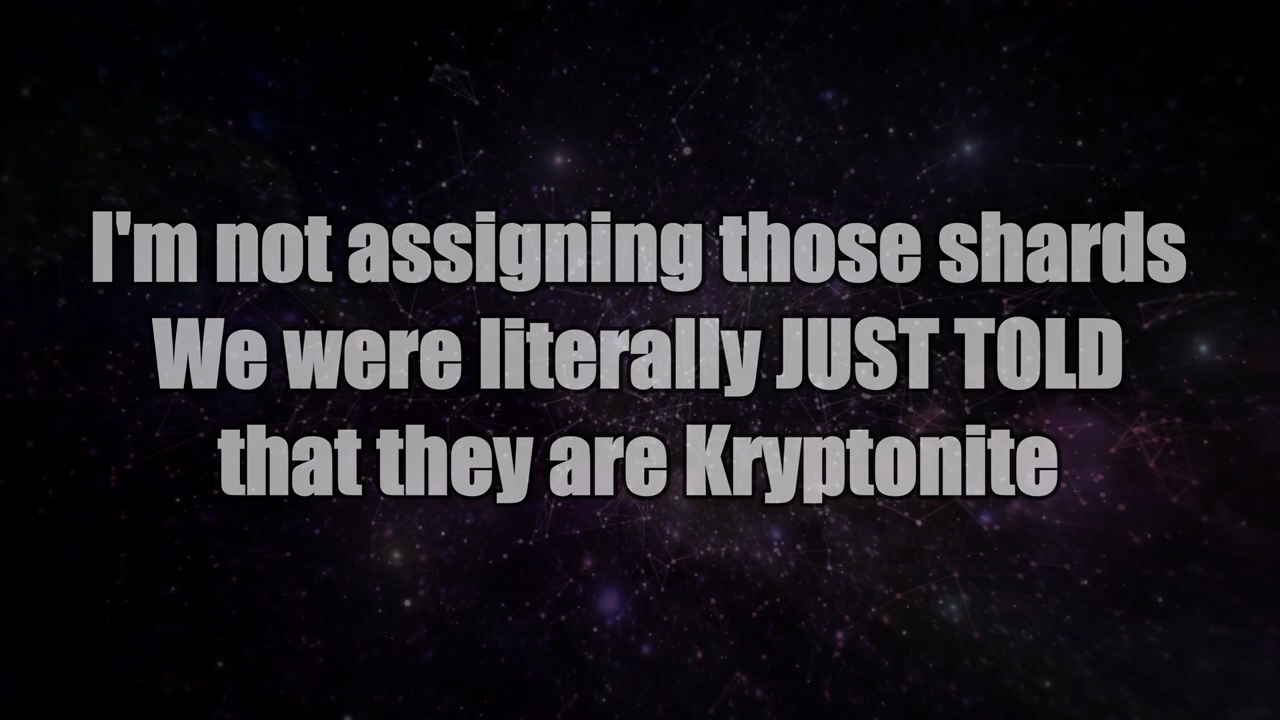 I'm not assigning those shards
We were literally JUST TOLD
that they are Kryptonite